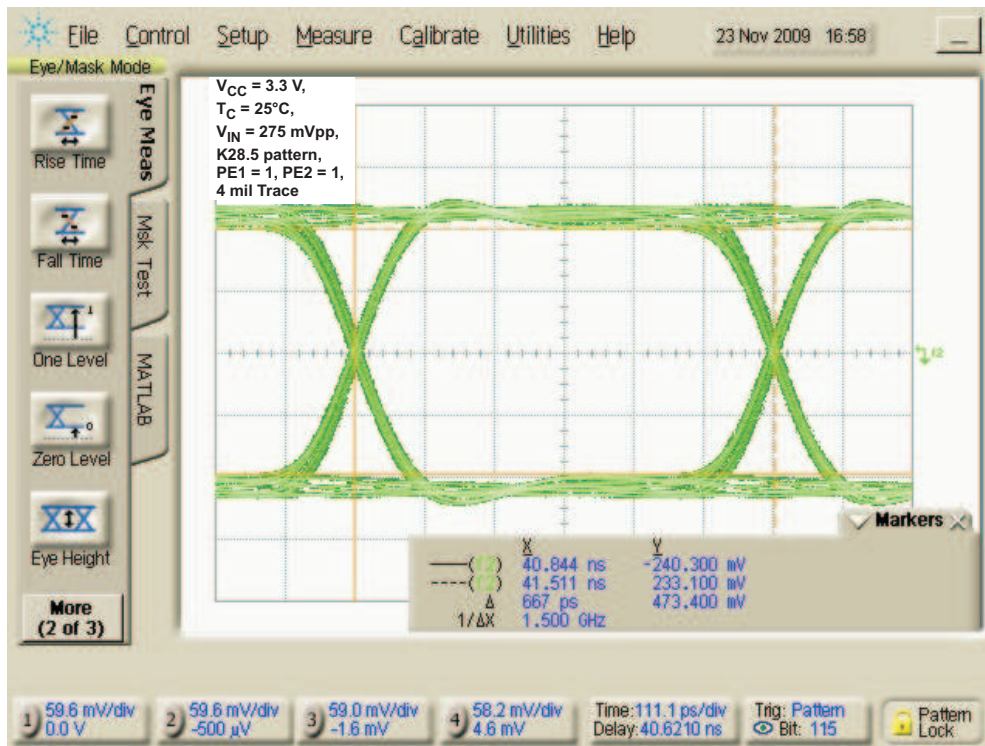 File Control Setup Measure Calibrate Utilities Help 23 Nov 2009 16:58
Eye/Mask Mode
Eye Meas
Msk Test
MATLAB
Rise Time
Fall Time
One Level
Zero Level
Eye Height
More
(2 of 3)
VCC = 3.3 V,
TC = 25°C,
VIN = 275 mVpp,
K28.5 pattern,
PE1 = 1, PE2 = 1,
4 mil Trace
Markers
X Y
40.844 ns -240.300 mV
41.511 ns 233.100 mV
Δ 667 ps 473.400 mV
1/ΔX 1.500 GHz
1) 59.6 mV/div
0.0 V
2) 59.6 mV/div
-500 µV
3) 59.0 mV/div
-1.6 mV
4) 58.2 mV/div
4.6 mV
Time:111.1 ps/div
Delay:40.6210 ns
Trig: Pattern
Bit: 115
Pattern
Lock